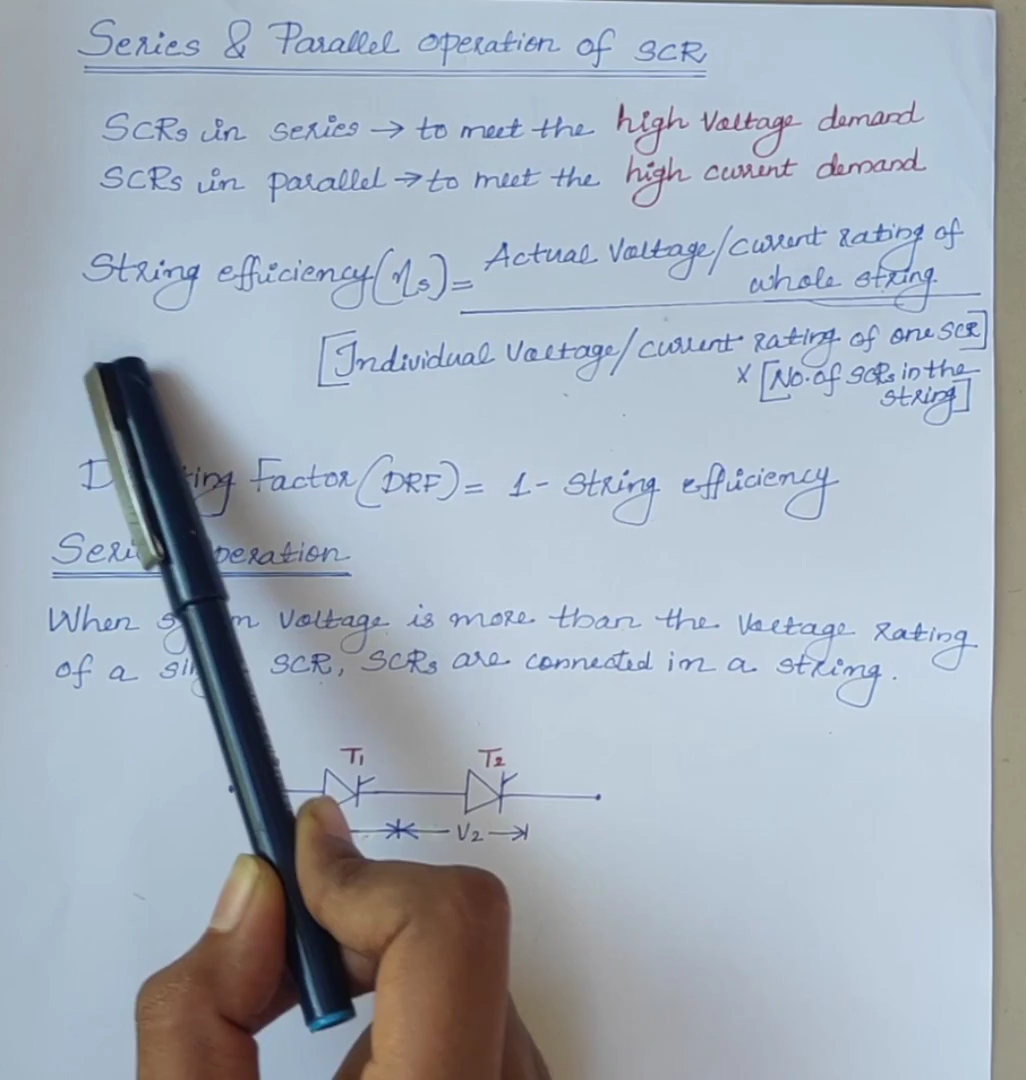 Series & Parallel operation of SCR
SCRs in series → to meet the high voltage demand
SCRs in parallel → to meet the high current demand
String efficiency (ηs) = Actual Voltage/current rating of
whole string.
[Individual Voltage/current Rating of one SCR]
x [No. of SCRs in the
string]
Factor (DRF) = 1 - String efficiency
When voltage is more than the voltage rating
of a SCR, SCRs are connected in a string.
T1 T2
V2